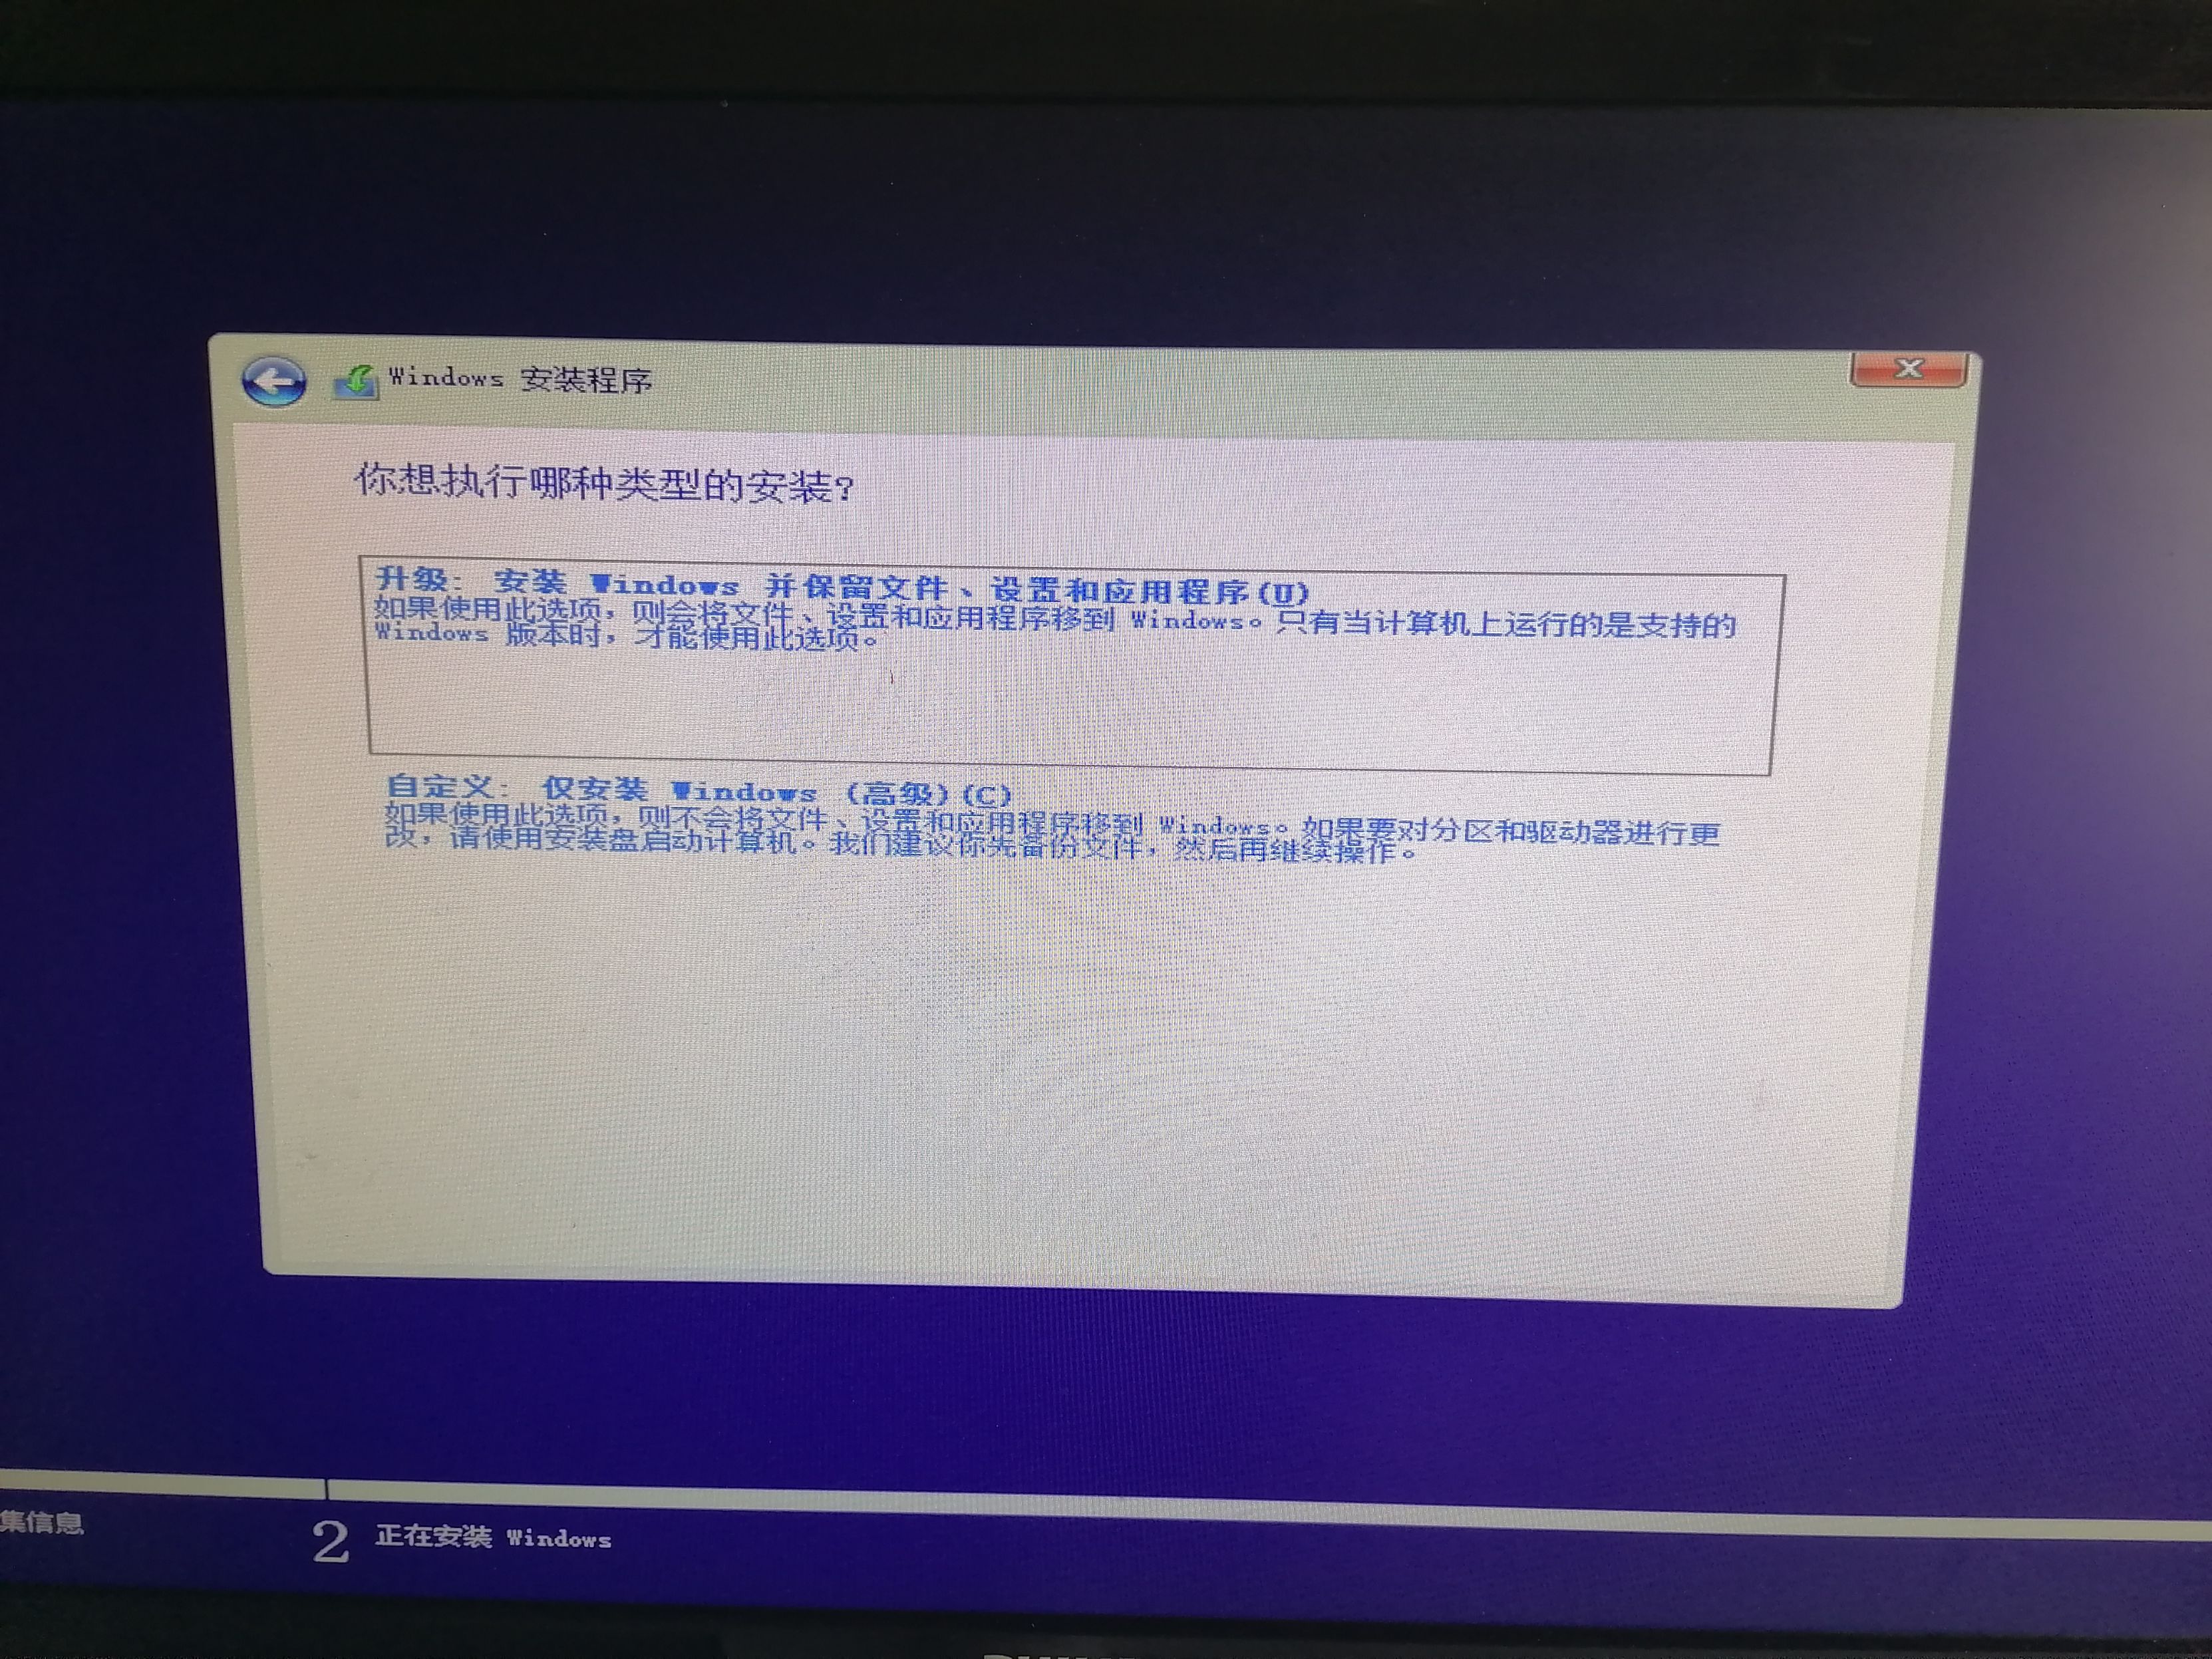 Windows 安装程序
你想执行哪种类型的安装?
升级: 安装 Windows 并保留文件、设置和应用程序(U)
如果使用此选项，则会将文件、设置和应用程序移到 Windows。只有当计算机上运行的是支持的
Windows 版本时，才能使用此选项。
自定义: 仅安装 Windows (高级)(C)
如果使用此选项，则不会将文件、设置和应用程序移到 Windows。如果要对分区和驱动器进行更
改，请使用安装盘启动计算机。我们建议你先备份文件，然后再继续操作。
集信息
2 正在安装 Windows